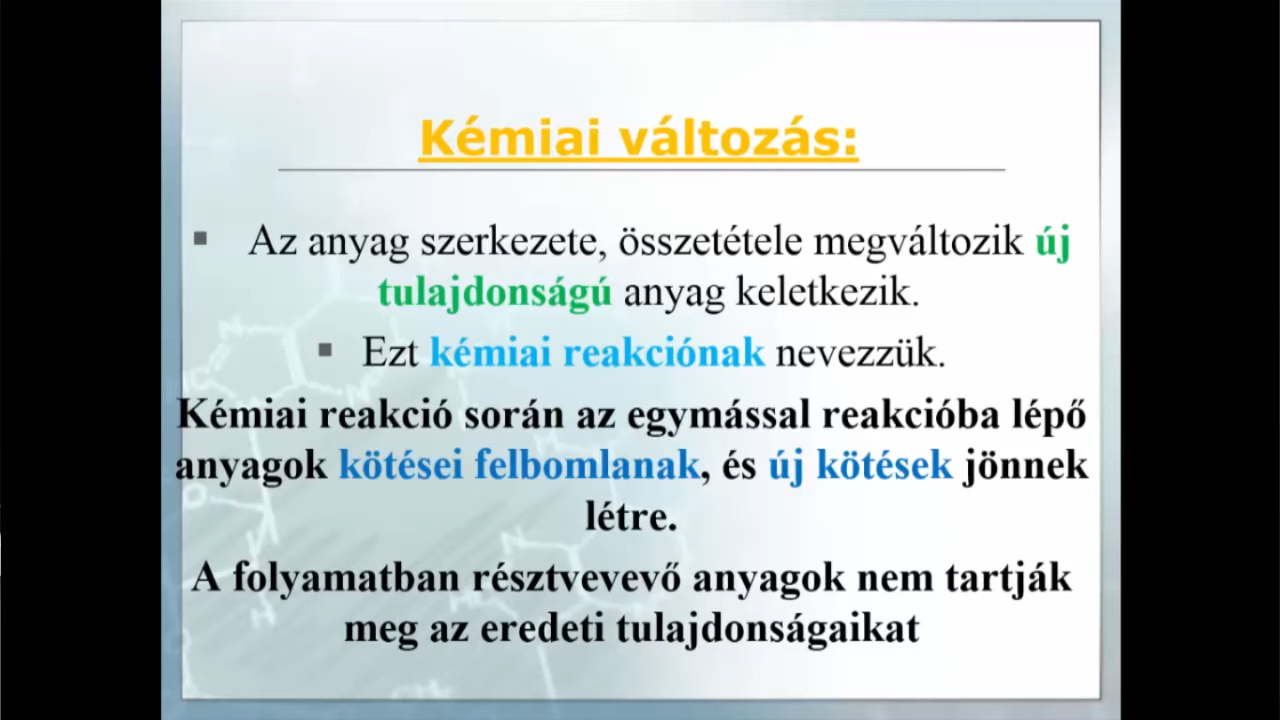 Kémiai változás:
▪ Az anyag szerkezete, összetétele megváltozik új
tulajdonságú anyag keletkezik.
▪ Ezt kémiai reakciónak nevezzük.
Kémiai reakció során az egymással reakcióba lépő
anyagok kötései felbomlanak, és új kötések jönnek
létre.
A folyamatban résztvevevő anyagok nem tartják
meg az eredeti tulajdonságaikat